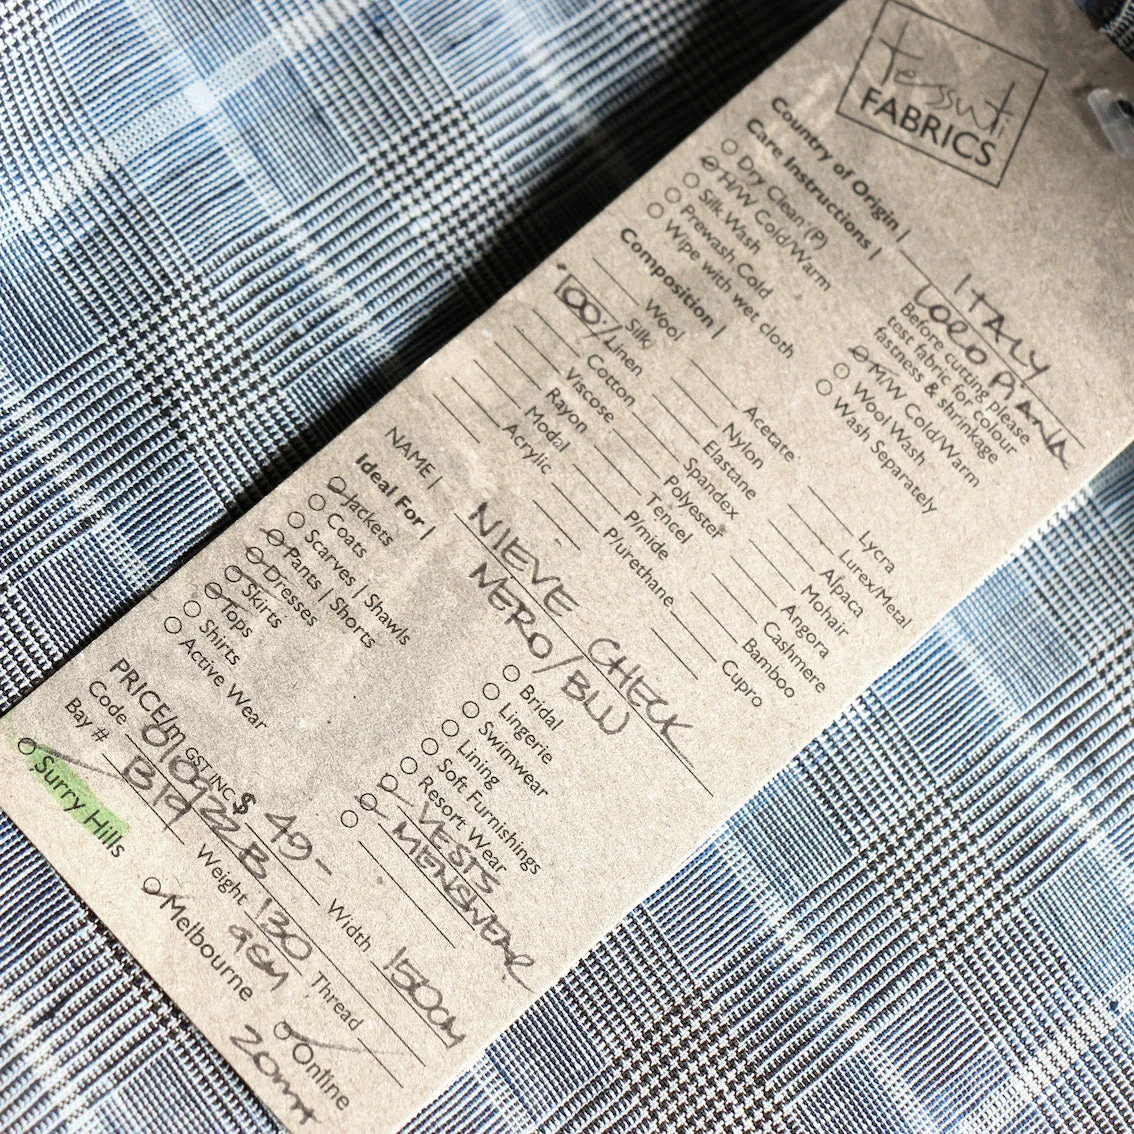 tessuti
FABRICS
Country of Origin | ITALY
LORO PIANA
Care Instructions |
Before cutting please
test fabric for colour
fastness & shrinkage
Dry Clean (P)
H/W Cold/Warm
Silk Wash
Prewash Cold
Wipe with wet cloth
M/W Cold/Warm
Wool Wash
Wash Separately
Composition |
Wool
Silk
100% Linen
Cotton
Viscose
Rayon
Modal
Acrylic
Acetate
Nylon
Elastane
Spandex
Polyester
Tencel
P/mide
P/urethane
Lycra
Lurex/Metal
Alpaca
Mohair
Angora
Cashmere
Bamboo
Cupro
NAME | NIEVE CHECK
NERO/BLU
Ideal For |
Jackets
Coats
Scarves | Shawls
Pants | Shorts
Dresses
Skirts
Tops
Shirts
Active Wear
Bridal
Lingerie
Swimwear
Lining
Soft Furnishings
Resort Wear
VESTS
MENSWEAR
PRICE/m GST INC $ 49- Width 150cm
Code 810922B Weight 130 gsm Thread
Bay # B19
Surry Hills
Melbourne
Online
20mt